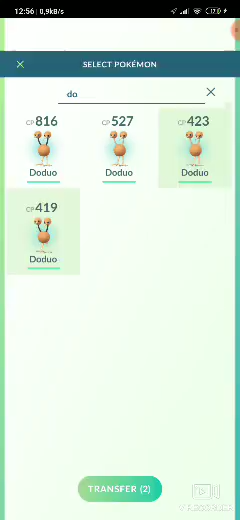 12:56 | 0,9kB/s
SELECT POKÉMON
do
CP816 CP527 CP423
Doduo Doduo Doduo
CP419
Doduo
TRANSFER (2)